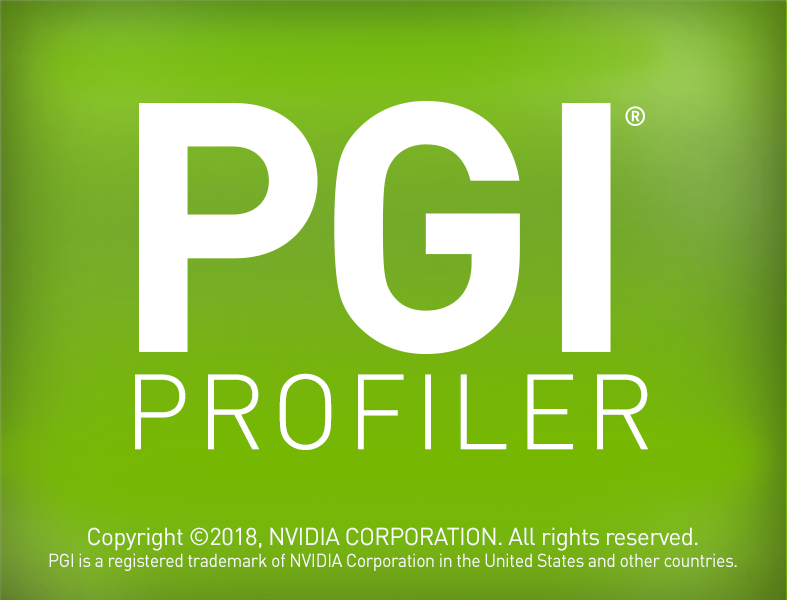 PGI®
PROFILER
Copyright ©2018, NVIDIA CORPORATION. All rights reserved.
PGI is a registered trademark of NVIDIA Corporation in the United States and other countries.